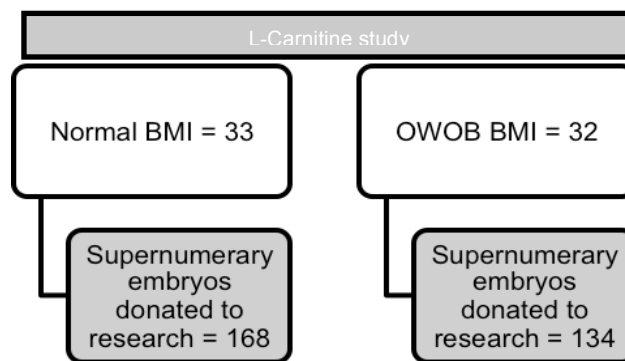 L-Carnitine study
Normal BMI = 33
OWOB BMI = 32
Supernumerary
embryos
donated to
research = 168
Supernumerary
embryos
donated to
research = 134